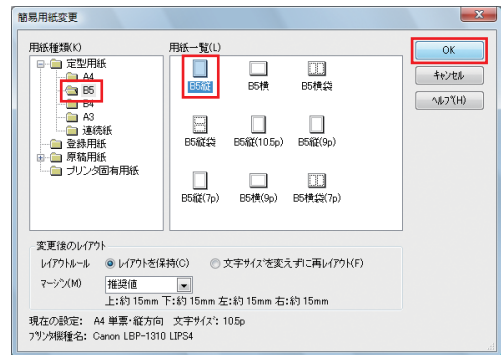 簡易用紙変更
用紙種類(K)
定型用紙
A4
B5
B4
A3
連続紙
登録用紙
原稿用紙
プリンタ固有用紙
用紙一覧(L)
B5縦 B5横 B5横袋
B5縦袋 B5縦(10.5p) B5縦(9p)
B5縦(7p) B5横(9p) B5横袋(7p)
OK
キャンセル
ヘルプ(H)
変更後のレイアウト
レイアウトルール レイアウトを保持(C) 文字サイズを変えずに再レイアウト(F)
マージン(M) 推奨値
上:約 15mm 下:約 15mm 左:約 15mm 右:約 15mm
現在の設定: A4 単票・縦方向 文字サイズ: 10.5p
プリンタ機種名: Canon LBP-1310 LIPS4